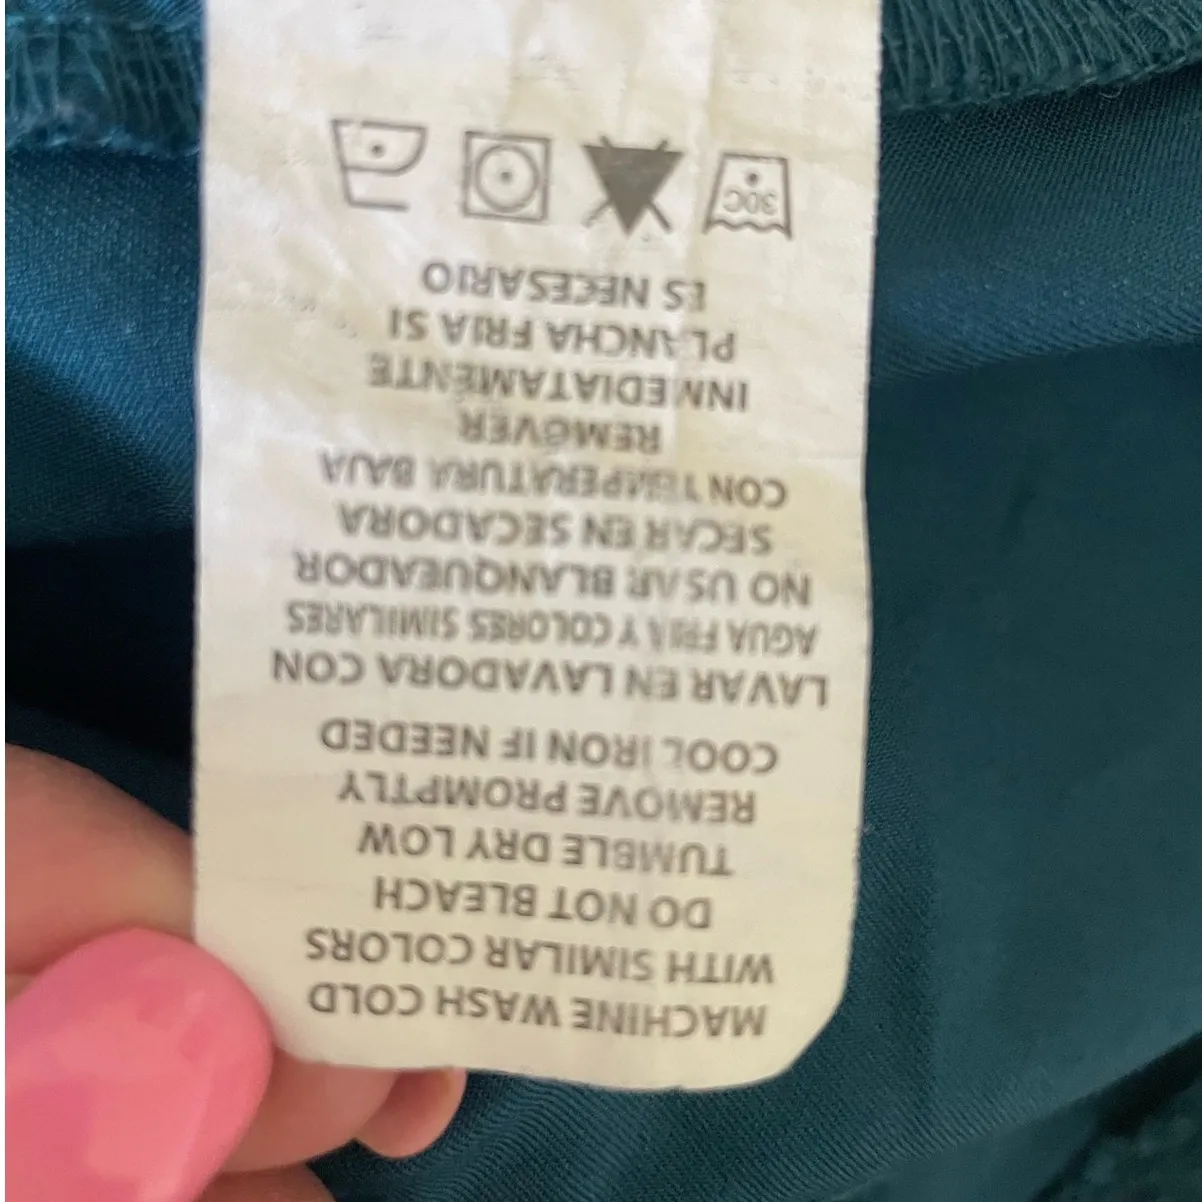 MACHINE WASH COLD
WITH SIMILAR COLORS
DO NOT BLEACH
TUMBLE DRY LOW
REMOVE PROMPTLY
COOL IRON IF NEEDED
LAVAR EN LAVADORA CON
AGUA FRIA Y COLORES SIMILARES
NO USAR BLANQUEADOR
SECAR EN SECADORA
CON TEMPERATURA BAJA
REMOVER
INMEDIATAMENTE
PLANCHA FRIA SI
ES NECESARIO
30C